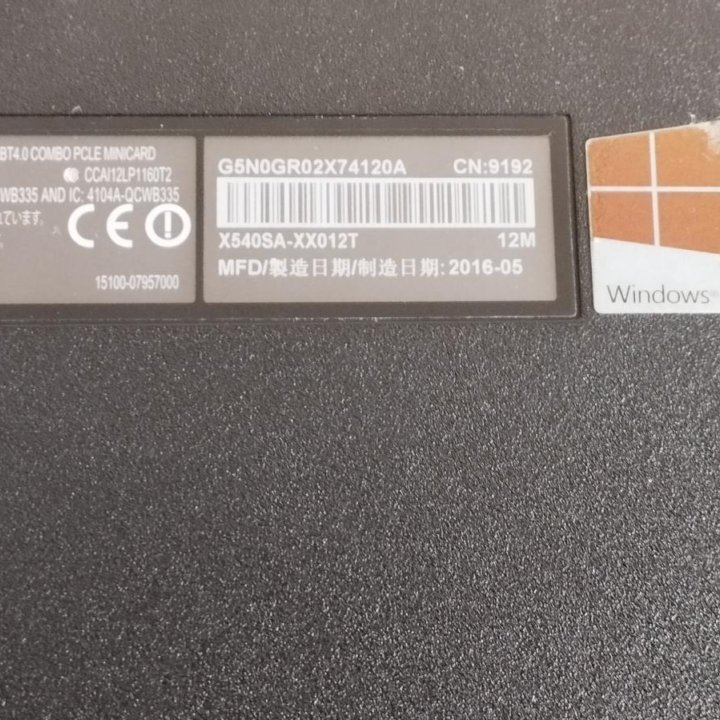 BT4.0 COMBO PCLE MINICARD
CCAI12LP1160T2
WB335 AND IC: 4104A-QCWB335
ています。
CE
15100-07957000
G5N0GR02X74120A CN:9192
X540SA-XX012T 12M
MFD/製造日期/制造日期: 2016-05
Windows®